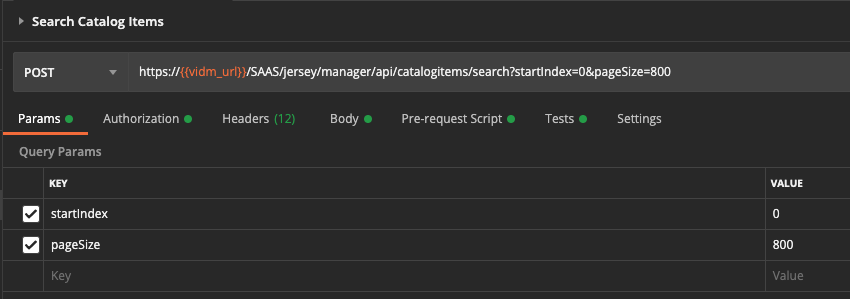 Search Catalog Items
POST https://{{vidm_url}}/SAAS/jersey/manager/api/catalogitems/search?startIndex=0&pageSize=800
Params Authorization Headers (12) Body Pre-request Script Tests Settings
Query Params
KEY VALUE
startIndex 0
pageSize 800
Key Value